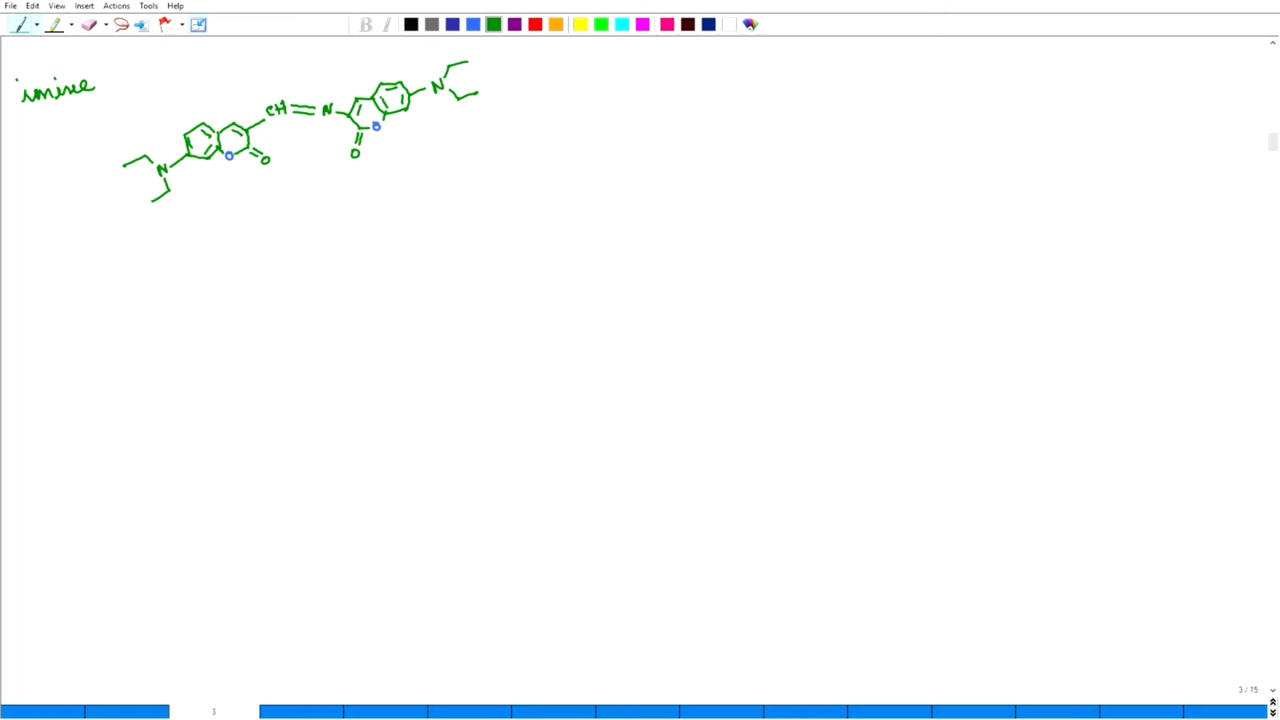 File Edit View Insert Actions Tools Help
B I
imine
CH = N
N
N
O O
O
O
3 / 15
3